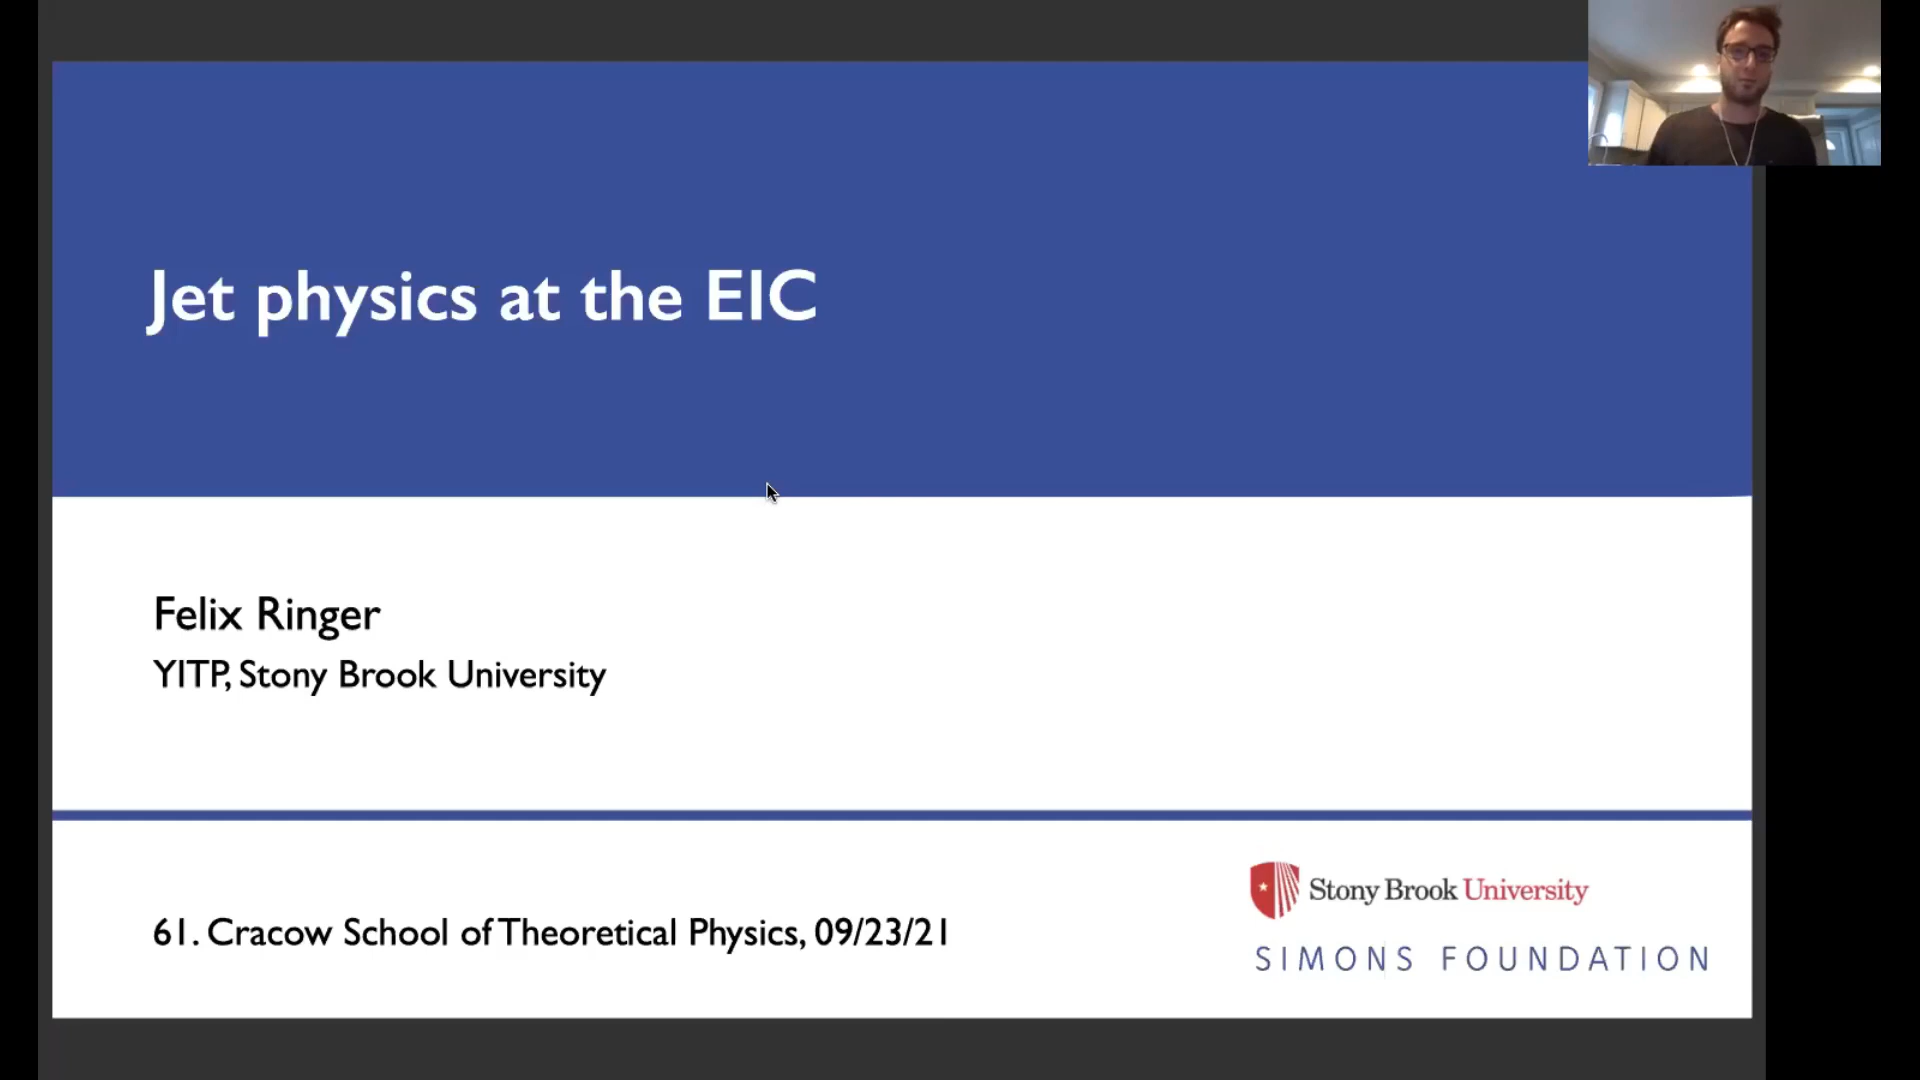 Jet physics at the EIC
Felix Ringer
YITP, Stony Brook University
61. Cracow School of Theoretical Physics, 09/23/21
Stony Brook University
SIMONS FOUNDATION